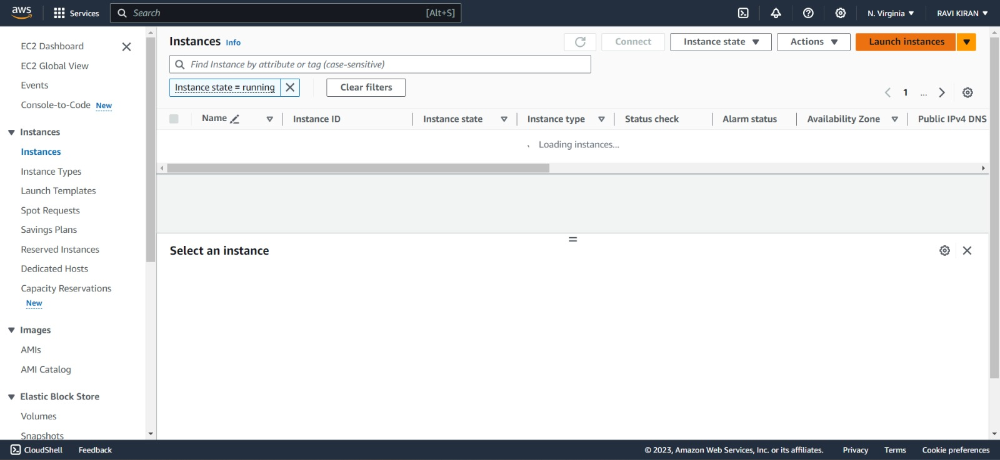 aws Services Search [Alt+S] N. Virginia RAVI KIRAN
EC2 Dashboard
EC2 Global View
Events
Console-to-Code New
Instances
Instances
Instance Types
Launch Templates
Spot Requests
Savings Plans
Reserved Instances
Dedicated Hosts
Capacity Reservations
New
Images
AMIs
AMI Catalog
Elastic Block Store
Volumes
Snapshots
Instances Info Connect Instance state Actions Launch instances
Find Instance by attribute or tag (case-sensitive)
Instance state = running Clear filters
1 ...
Name Instance ID Instance state Instance type Status check Alarm status Availability Zone Public IPv4 DNS
Loading instances...
Select an instance
CloudShell Feedback © 2023, Amazon Web Services, Inc. or its affiliates. Privacy Terms Cookie preferences